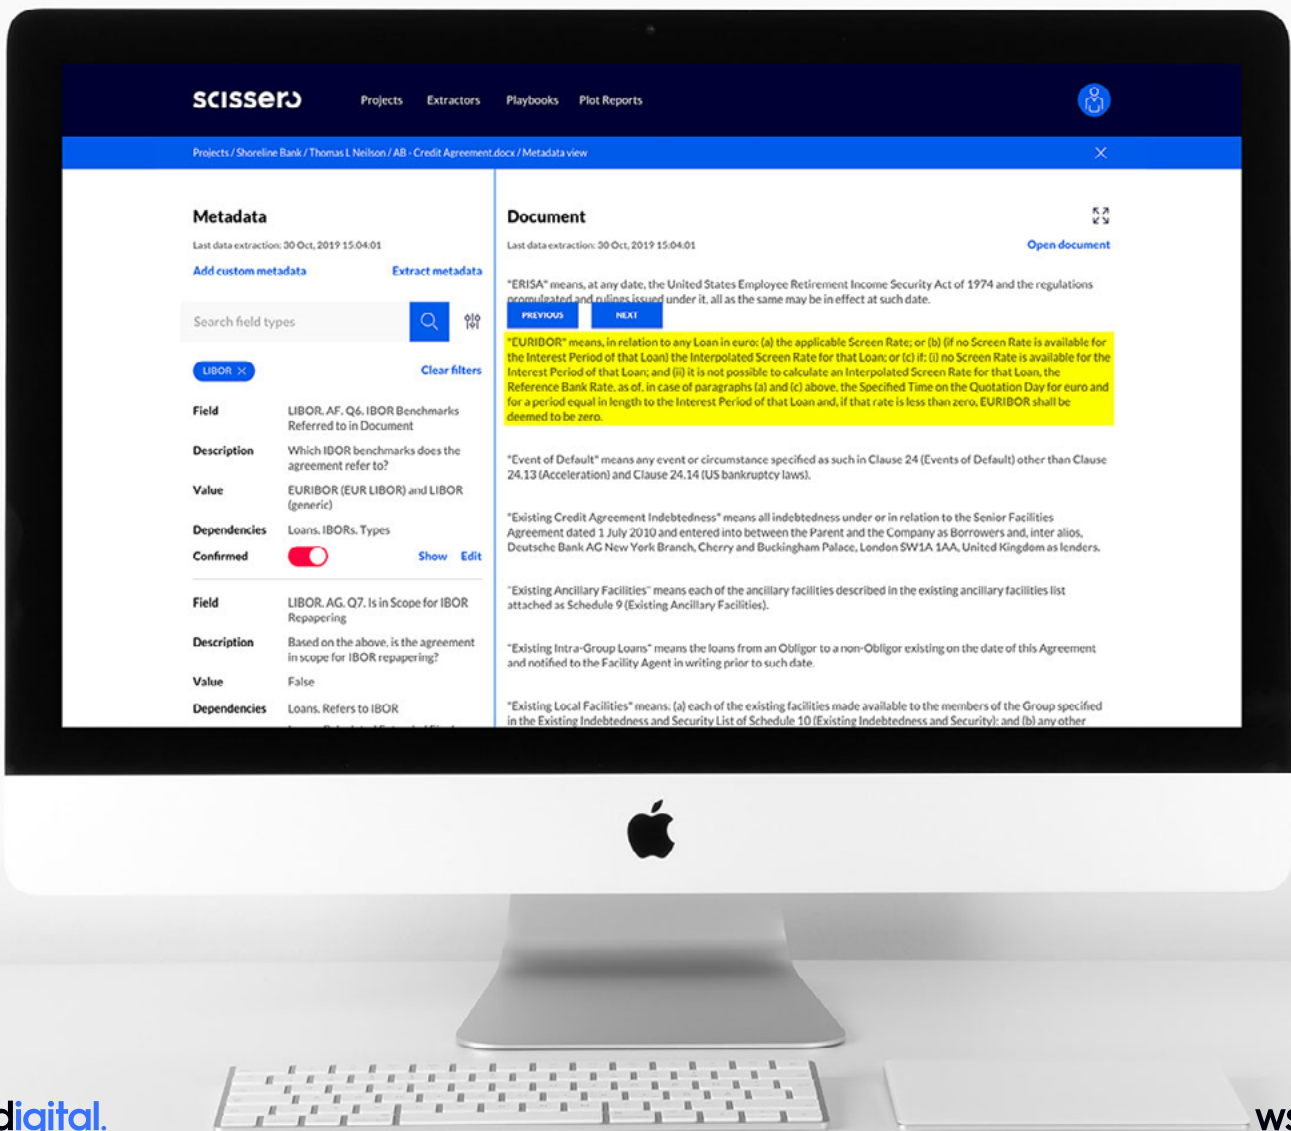 scissero
Projects Extractors Playbooks Plot Reports
Projects / Shoreline Bank / Thomas L Neilson / AB - Credit Agreement.docx / Metadata view
Metadata
Last data extraction: 30 Oct, 2019 15:04:01
Add custom metadata Extract metadata
Search field types
LIBOR Clear filters
Field LIBOR. AF. Q6. IBOR Benchmarks
Referred to in Document
Description Which IBOR benchmarks does the
agreement refer to?
Value EURIBOR (EUR LIBOR) and LIBOR
(generic)
Dependencies Loans. IBORs. Types
Confirmed Show Edit
Field LIBOR. AG. Q7. Is in Scope for IBOR
Repapering
Description Based on the above, is the agreement
in scope for IBOR repapering?
Value False
Dependencies Loans. Refers to IBOR
Document
Last data extraction: 30 Oct, 2019 15:04:01
Open document
"ERISA" means, at any date, the United States Employee Retirement Income Security Act of 1974 and the regulations
promulgated and rulings issued under it, all as the same may be in effect at such date.
PREVIOUS NEXT
"EURIBOR" means, in relation to any Loan in euro: (a) the applicable Screen Rate; or (b) (if no Screen Rate is available for
the Interest Period of that Loan) the Interpolated Screen Rate for that Loan; or (c) if: (i) no Screen Rate is available for the
Interest Period of that Loan; and (ii) it is not possible to calculate an Interpolated Screen Rate for that Loan, the
Reference Bank Rate, as of, in case of paragraphs (a) and (c) above, the Specified Time on the Quotation Day for euro and
for a period equal in length to the Interest Period of that Loan and, if that rate is less than zero, EURIBOR shall be
deemed to be zero.
"Event of Default" means any event or circumstance specified as such in Clause 24 (Events of Default) other than Clause
24.13 (Acceleration) and Clause 24.14 (US bankruptcy laws).
"Existing Credit Agreement Indebtedness" means all indebtedness under or in relation to the Senior Facilities
Agreement dated 1 July 2010 and entered into between the Parent and the Company as Borrowers and, inter alios,
Deutsche Bank AG New York Branch, Cherry and Buckingham Palace, London SW1A 1AA, United Kingdom as lenders.
"Existing Ancillary Facilities" means each of the ancillary facilities described in the existing ancillary facilities list
attached as Schedule 9 (Existing Ancillary Facilities).
"Existing Intra-Group Loans" means the loans from an Obligor to a non-Obligor existing on the date of this Agreement
and notified to the Facility Agent in writing prior to such date.
"Existing Local Facilities" means: (a) each of the existing facilities made available to the members of the Group specified
in the Existing Indebtedness and Security List of Schedule 10 (Existing Indebtedness and Security); and (b) any other
digital.
ws